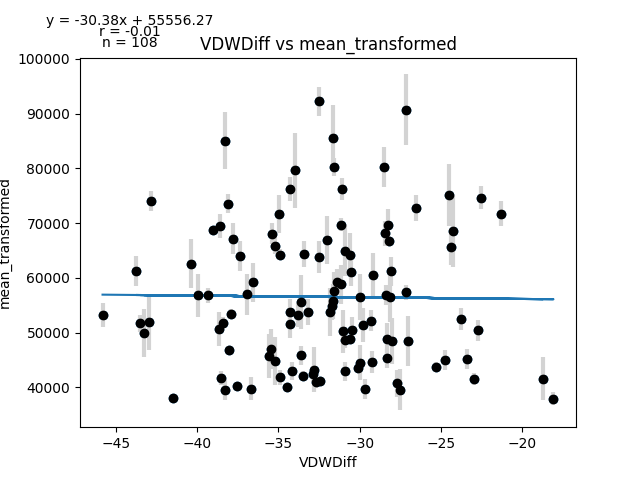 y = -30.38x + 55556.27
r = -0.01
n = 108
VDWDiff vs mean_transformed
100000
90000
80000
70000
60000
50000
40000
mean_transformed
−45 −40 −35 −30 −25 −20
VDWDiff